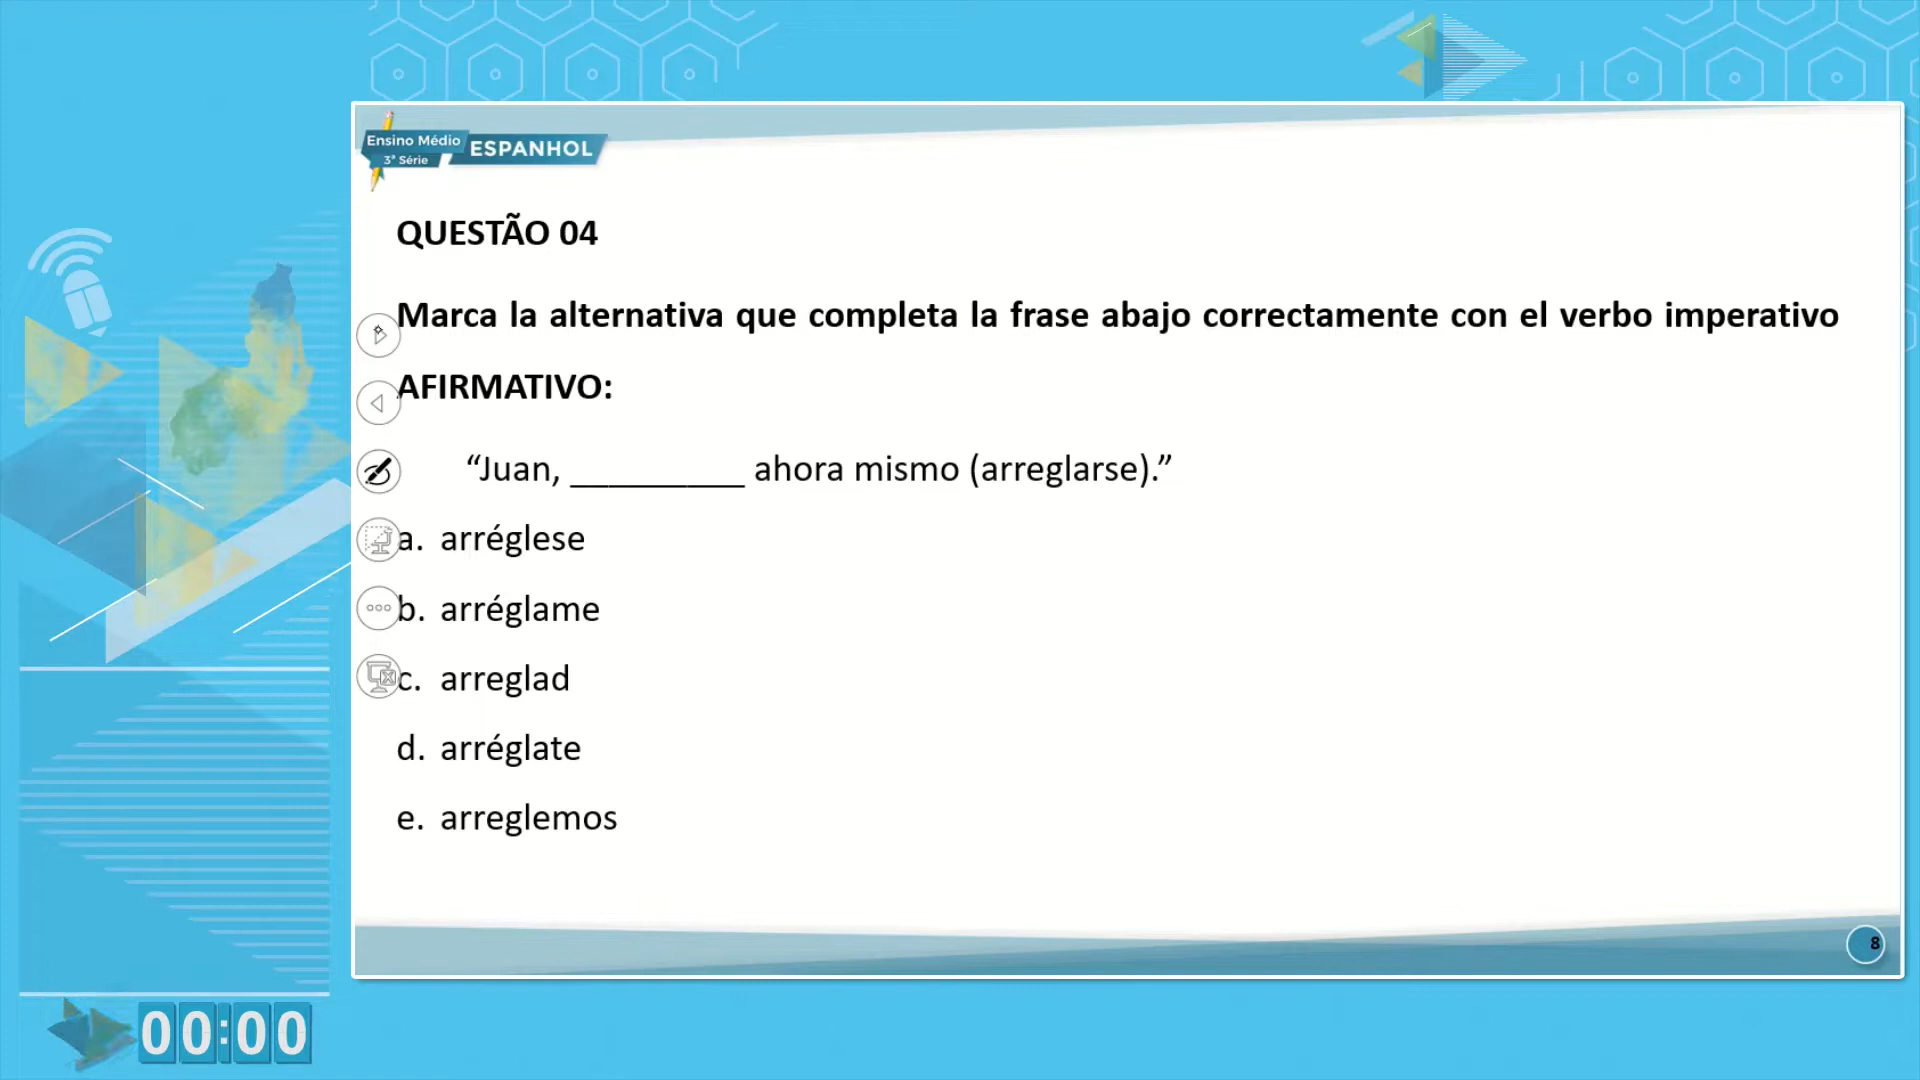 Ensino Médio
3ª Série
ESPANHOL
QUESTÃO 04
Marca la alternativa que completa la frase abajo correctamente con el verbo imperativo
AFIRMATIVO:
“Juan, _________ ahora mismo (arreglarse).”
a. arréglese
b. arréglame
c. arreglad
d. arréglate
e. arreglemos
8
00:00